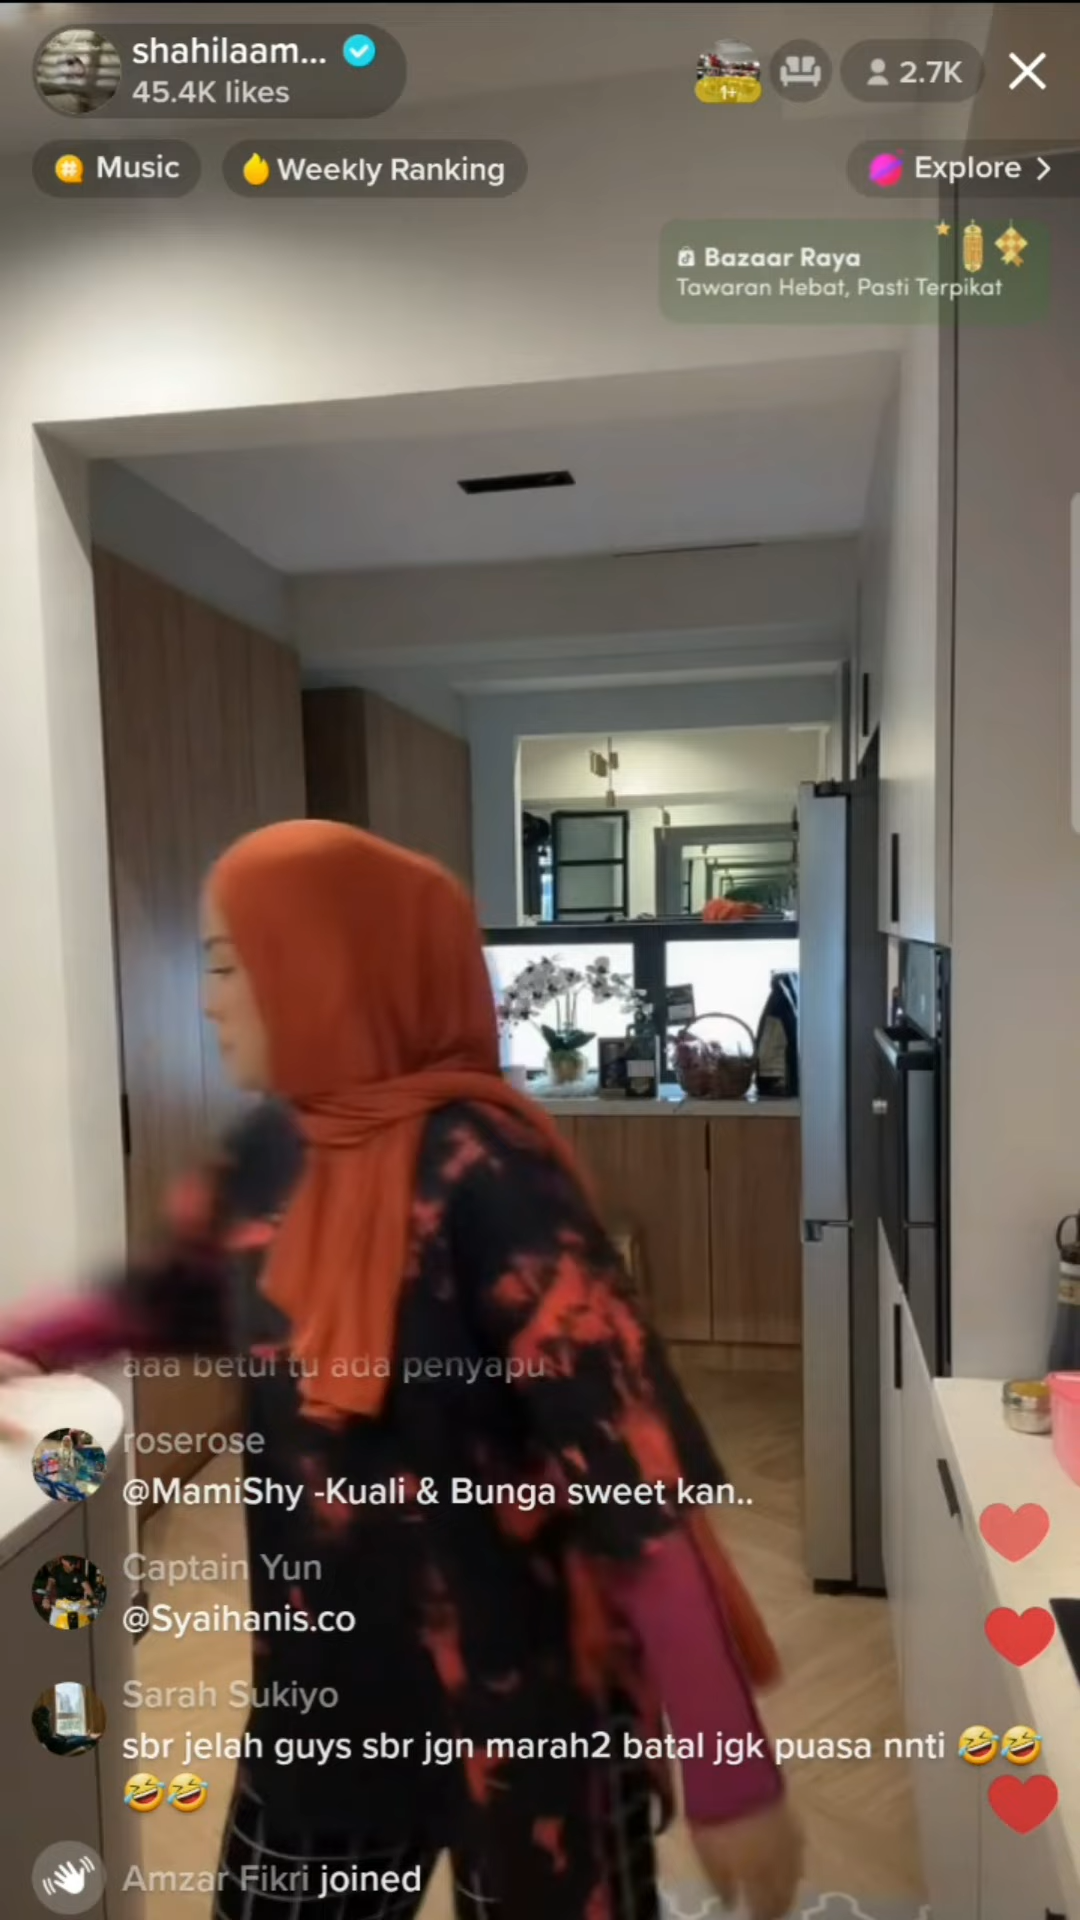 shahilaam...
45.4K likes
1+
2.7K
Music
Weekly Ranking
Explore
Bazaar Raya
Tawaran Hebat, Pasti Terpikat
aaa betul tu ada penyapu
roserose
@MamiShy -Kuali & Bunga sweet kan..
Captain Yun
@Syaihanis.co
Sarah Sukiyo
sbr jelah guys sbr jgn marah2 batal jgk puasa nnti 🤣🤣
🤣🤣
Amzar Fikri joined